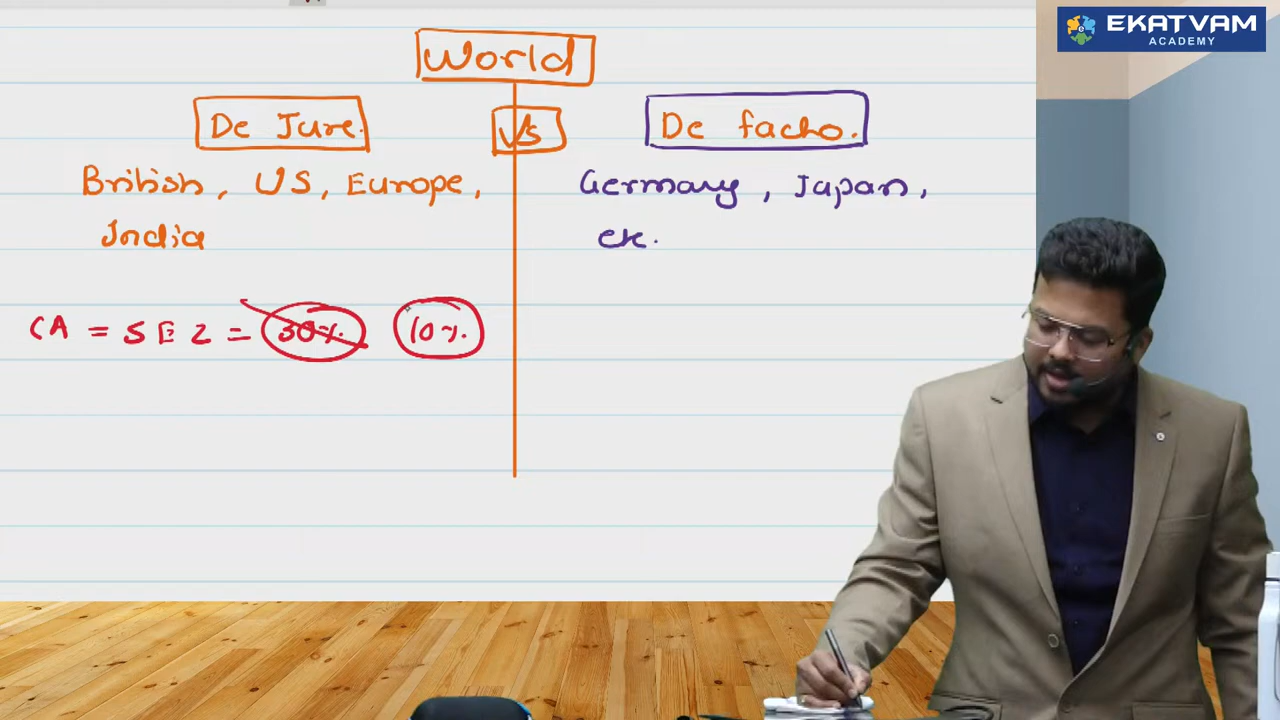 EKATVAM
ACADEMY
World
De Jure. Vs De facto.
British, US, Europe,
India
Germany, Japan,
etc.
CA = SEZ = 30% 10%.